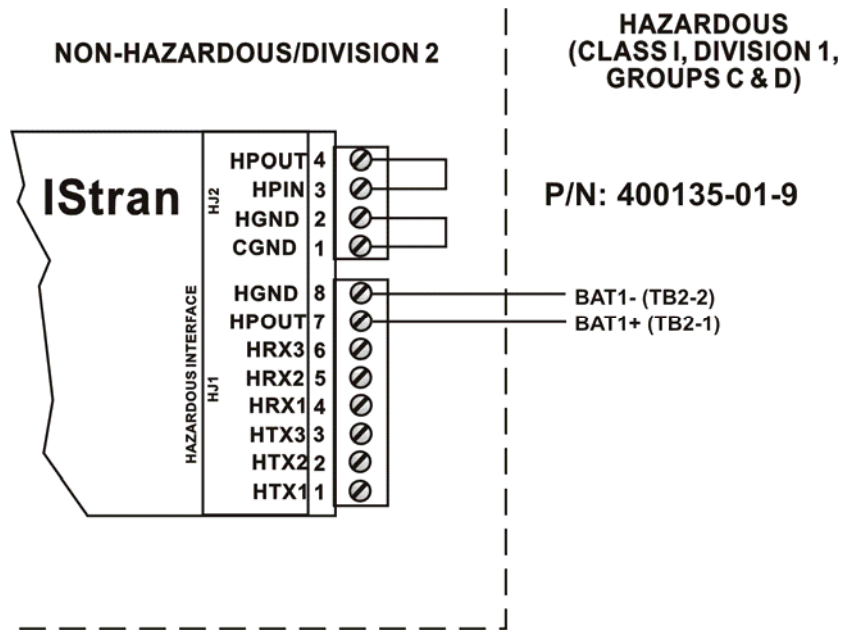 NON-HAZARDOUS/DIVISION 2
HAZARDOUS
(CLASS I, DIVISION 1,
GROUPS C & D)
IStran
P/N: 400135-01-9
HJ2
HPOUT 4
HPIN 3
HGND 2
CGND 1
HAZARDOUS INTERFACE
HJ1
HGND 8
HPOUT 7
HRX3 6
HRX2 5
HRX1 4
HTX3 3
HTX2 2
HTX1 1
BAT1- (TB2-2)
BAT1+ (TB2-1)